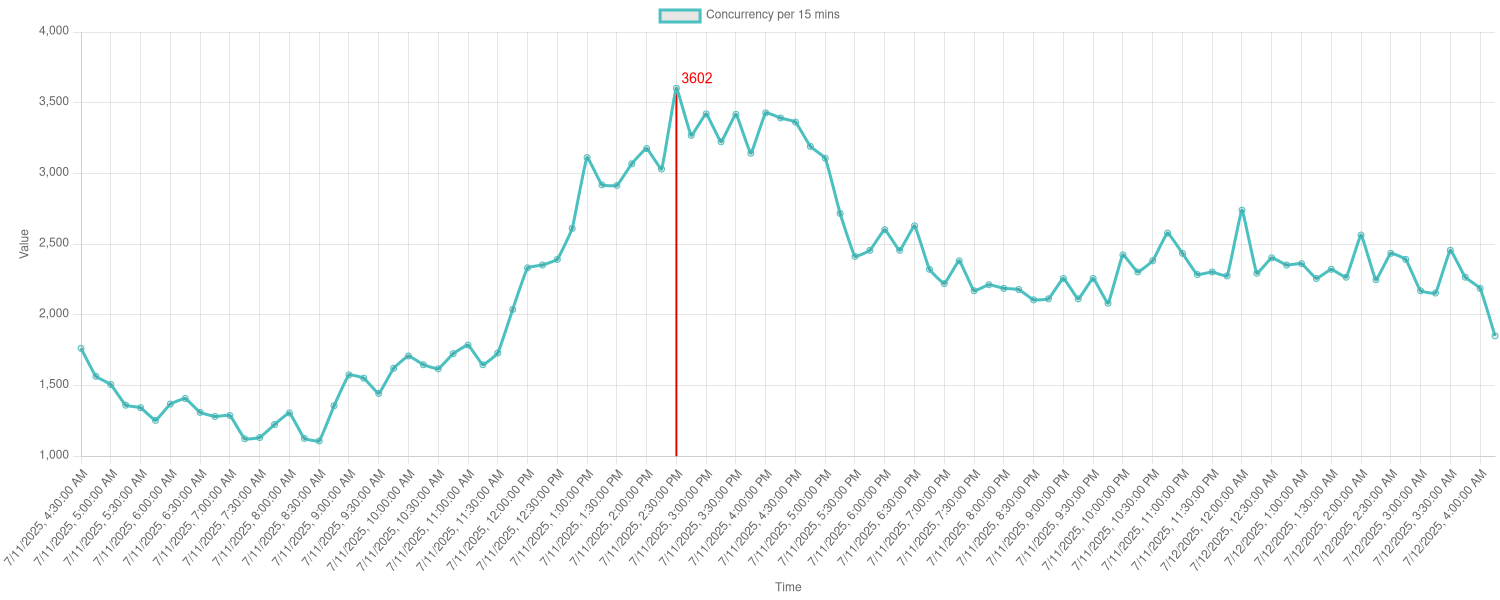 Concurrency per 15 mins
4,000
3602
3,500
3,000
2,500
2,000
1,500
1,000
Value
7/11/2025, 4:30:00 AM
7/11/2025, 5:00:00 AM
7/11/2025, 5:30:00 AM
7/11/2025, 6:00:00 AM
7/11/2025, 6:30:00 AM
7/11/2025, 7:00:00 AM
7/11/2025, 7:30:00 AM
7/11/2025, 8:00:00 AM
7/11/2025, 8:30:00 AM
7/11/2025, 9:00:00 AM
7/11/2025, 9:30:00 AM
7/11/2025, 10:00:00 AM
7/11/2025, 10:30:00 AM
7/11/2025, 11:00:00 AM
7/11/2025, 11:30:00 AM
7/11/2025, 12:00:00 PM
7/11/2025, 12:30:00 PM
7/11/2025, 1:00:00 PM
7/11/2025, 1:30:00 PM
7/11/2025, 2:00:00 PM
7/11/2025, 2:30:00 PM
7/11/2025, 3:00:00 PM
7/11/2025, 3:30:00 PM
7/11/2025, 4:00:00 PM
7/11/2025, 4:30:00 PM
7/11/2025, 5:00:00 PM
7/11/2025, 5:30:00 PM
7/11/2025, 6:00:00 PM
7/11/2025, 6:30:00 PM
7/11/2025, 7:00:00 PM
7/11/2025, 7:30:00 PM
7/11/2025, 8:00:00 PM
7/11/2025, 8:30:00 PM
7/11/2025, 9:00:00 PM
7/11/2025, 9:30:00 PM
7/11/2025, 10:00:00 PM
7/11/2025, 10:30:00 PM
7/11/2025, 11:00:00 PM
7/11/2025, 11:30:00 PM
7/12/2025, 12:00:00 AM
7/12/2025, 12:30:00 AM
7/12/2025, 1:00:00 AM
7/12/2025, 1:30:00 AM
7/12/2025, 2:00:00 AM
7/12/2025, 2:30:00 AM
7/12/2025, 3:00:00 AM
7/12/2025, 3:30:00 AM
7/12/2025, 4:00:00 AM
Time